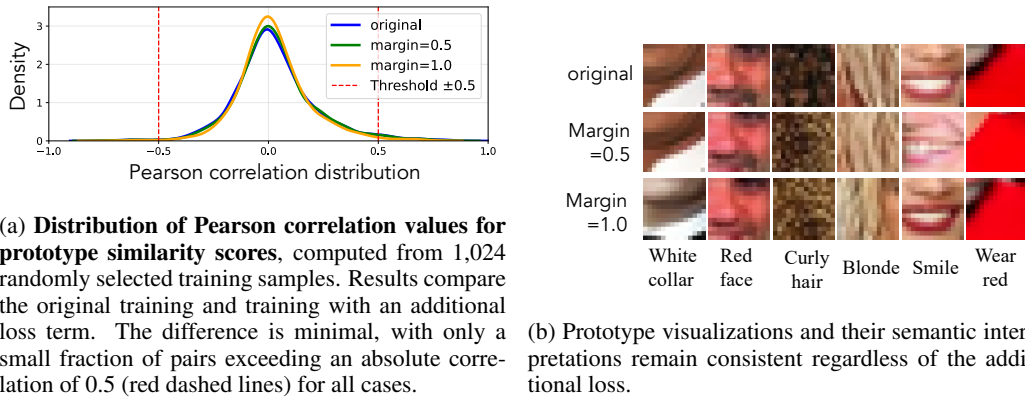 original
margin=0.5
margin=1.0
Threshold ±0.5
Density
3
2
1
0
−1.0
−0.5
0.0
0.5
1.0
Pearson correlation distribution
(a) Distribution of Pearson correlation values for
prototype similarity scores, computed from 1,024
randomly selected training samples. Results compare
the original training and training with an additional
loss term. The difference is minimal, with only a
small fraction of pairs exceeding an absolute corre-
lation of 0.5 (red dashed lines) for all cases.
original
Margin
=0.5
Margin
=1.0
White
collar
Red
face
Curly
hair
Blonde
Smile
Wear
red
(b) Prototype visualizations and their semantic inter-
pretations remain consistent regardless of the addi-
tional loss.